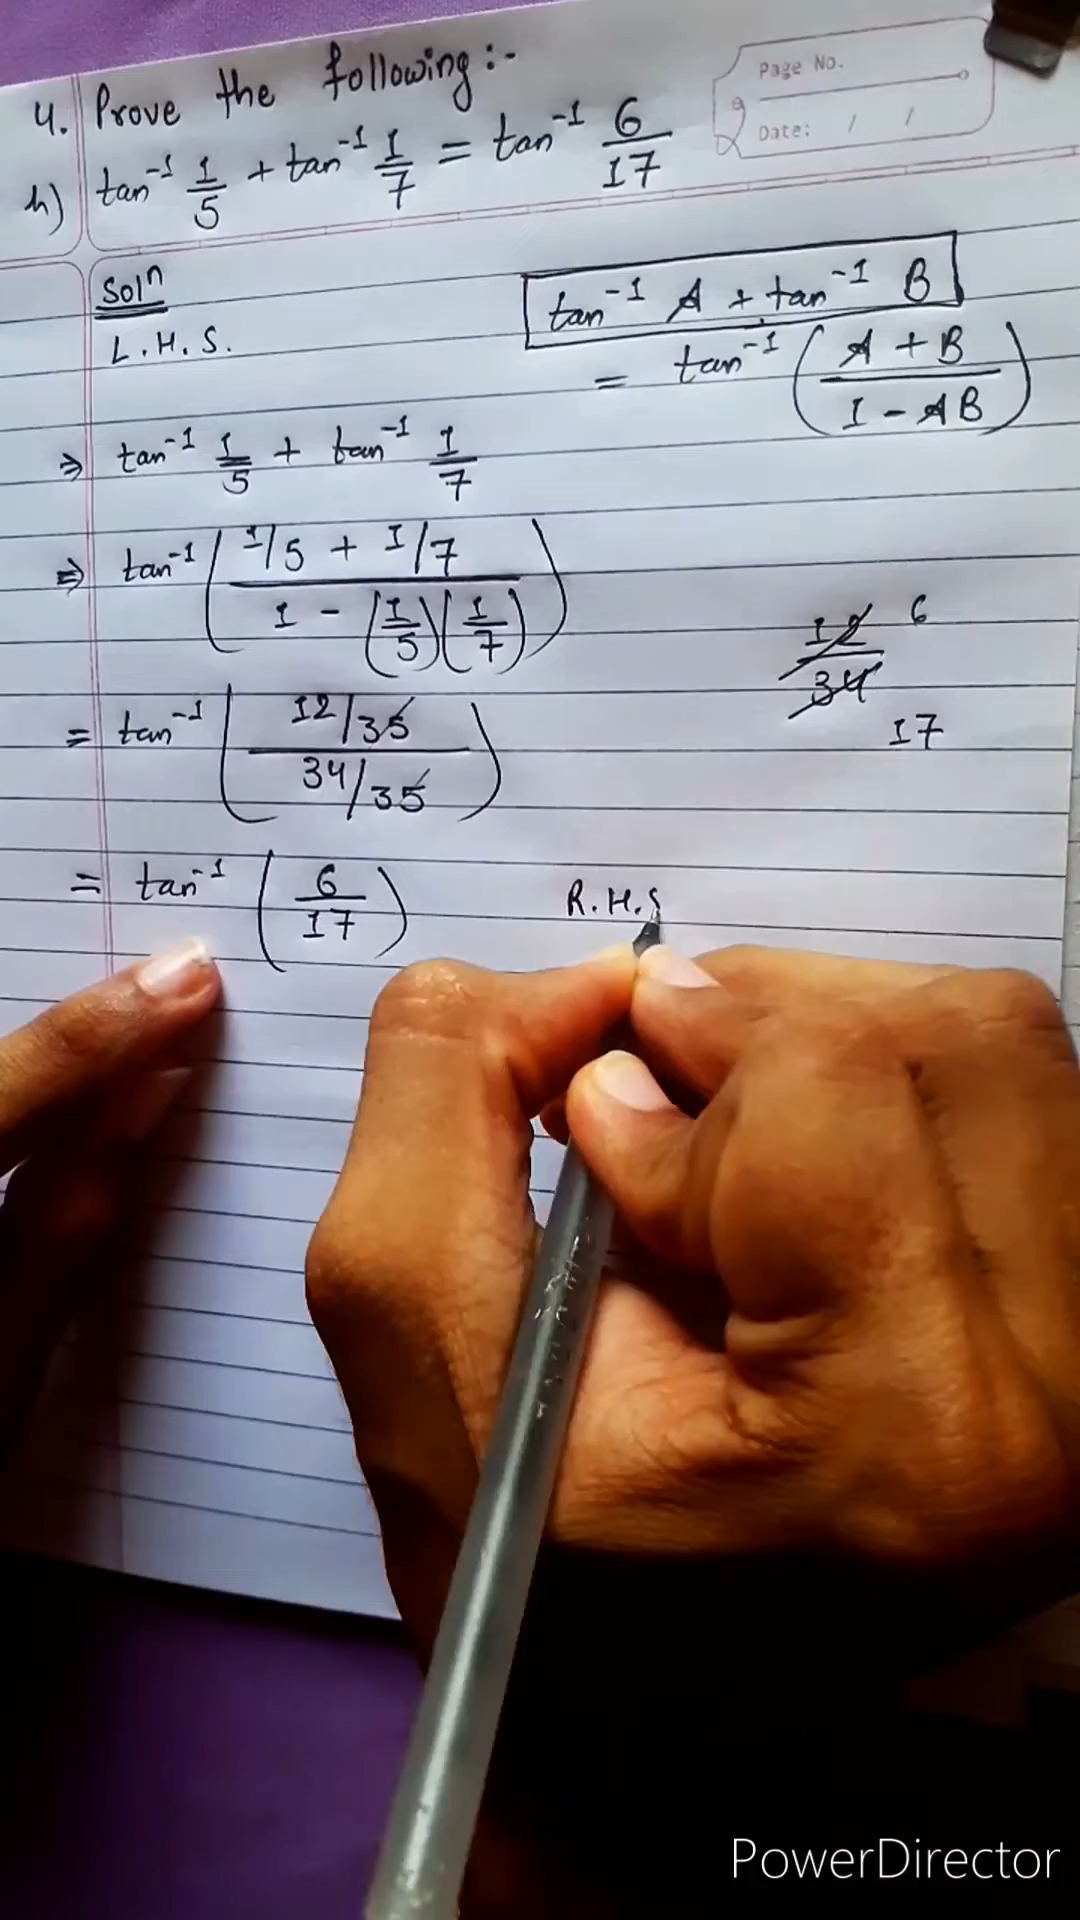 4. Prove the following :-
h) tan⁻¹ 1/5 + tan⁻¹ 1/7 = tan⁻¹ 6/17
Page No.
Date: / /
Solⁿ
L.H.S.
tan⁻¹ A + tan⁻¹ B
= tan⁻¹ ( A + B / 1 - AB )
⇒ tan⁻¹ 1/5 + tan⁻¹ 1/7
⇒ tan⁻¹ ( 1/5 + 1/7 / 1 - (1/5)(1/7) )
12/34 6
17
= tan⁻¹ ( 12/35 / 34/35 )
= tan⁻¹ ( 6/17 ) R.H.S
PowerDirector